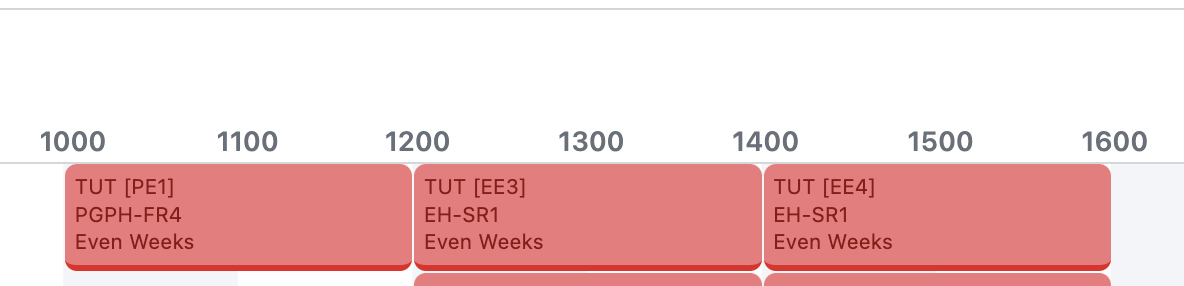 1000 1100 1200 1300 1400 1500 1600
TUT [PE1]
PGPH-FR4
Even Weeks
TUT [EE3]
EH-SR1
Even Weeks
TUT [EE4]
EH-SR1
Even Weeks